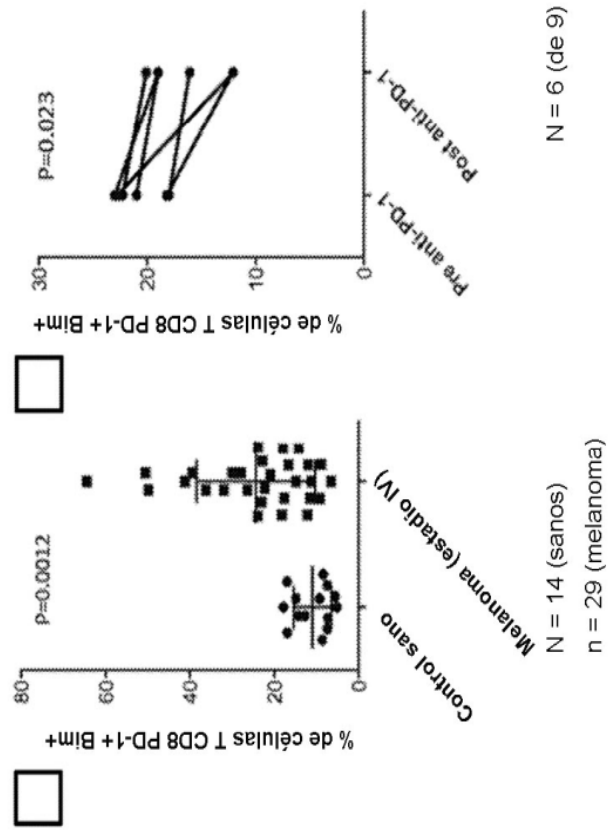 % de células T CD8 PD-1+ Bim+
80
60
40
20
0
P=0.0012
Control sano
Melanoma (estadio IV)
N = 14 (sanos)
n = 29 (melanoma)
% de células T CD8 PD-1+ Bim+
30
20
10
0
P=0.023
Pre anti-PD-1
Post anti-PD-1
N = 6 (de 9)